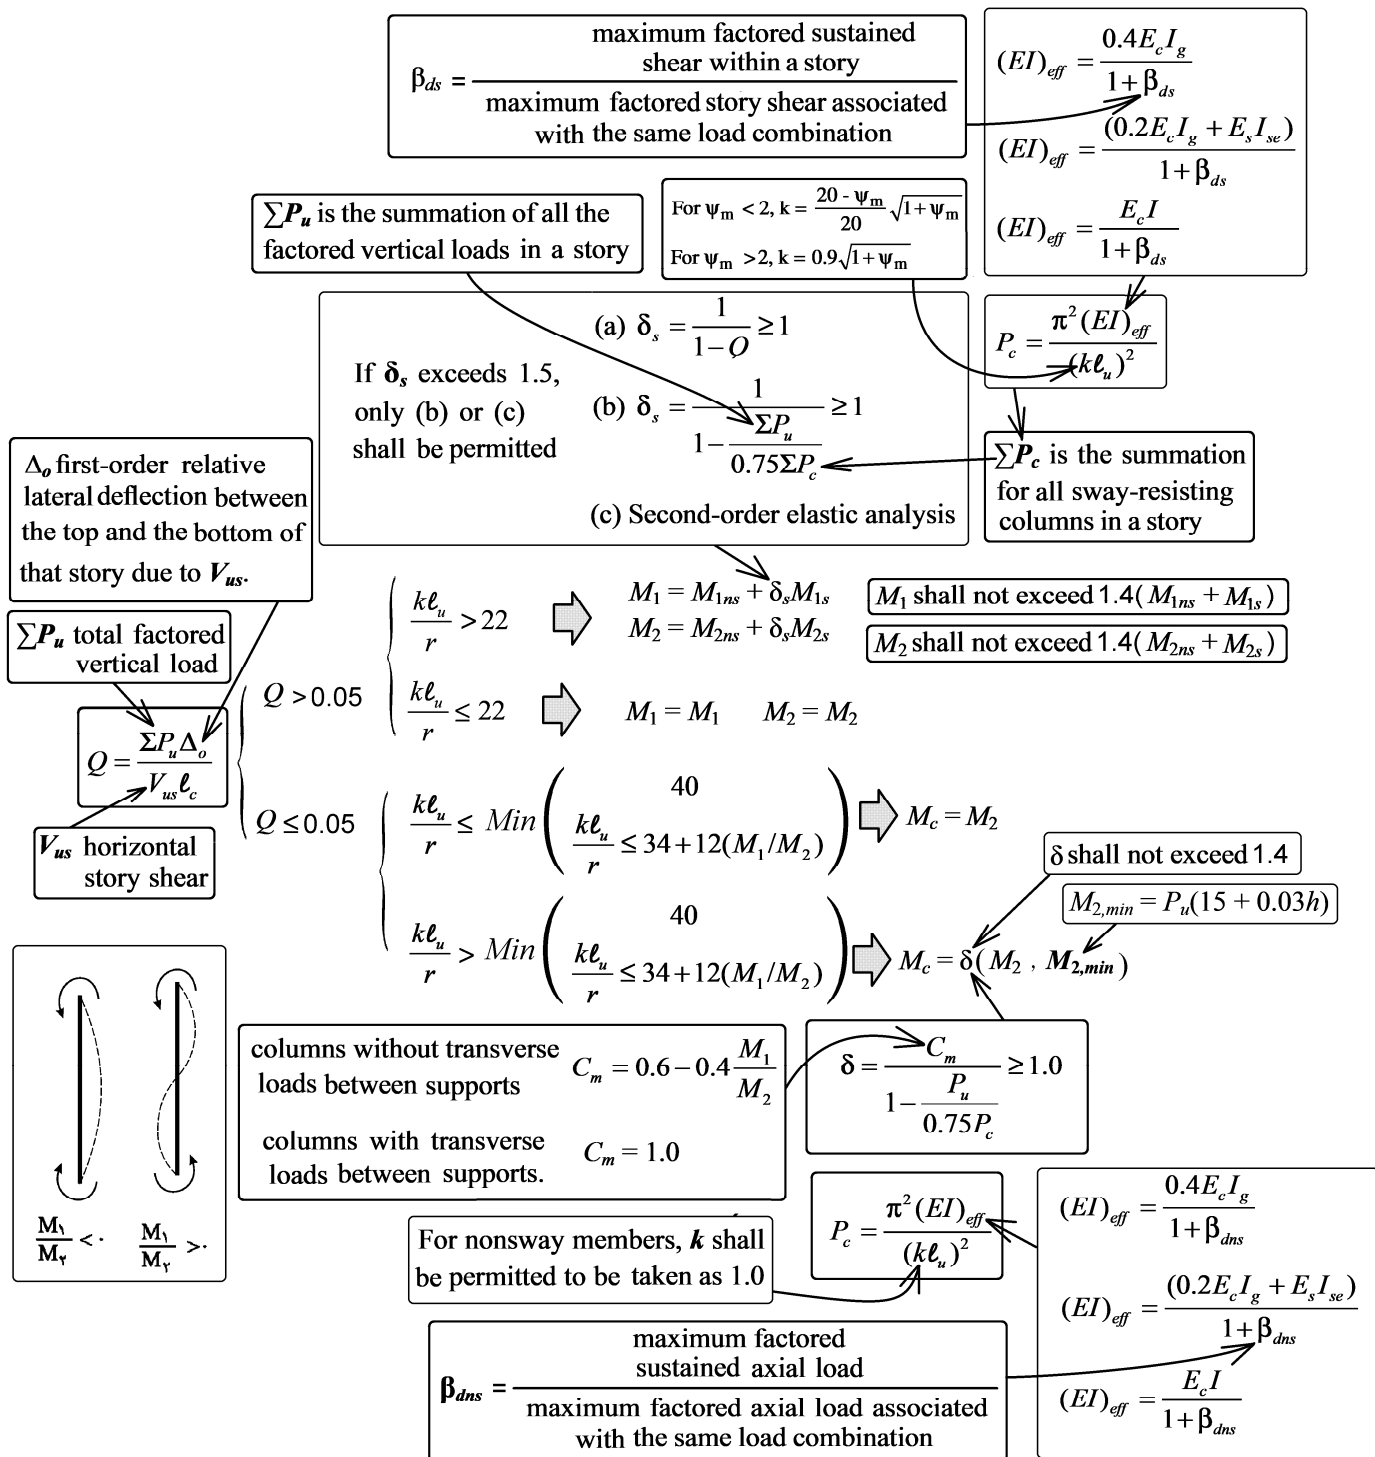 β_ds = maximum factored sustained shear within a story / maximum factored story shear associated with the same load combination
(EI)_eff = 0.4E_cI_g / 1+β_ds
(EI)_eff = (0.2E_cI_g + E_sI_se) / 1+β_ds
(EI)_eff = E_cI / 1+β_ds
∑P_u is the summation of all the
factored vertical loads in a story
For ψ_m < 2, k = 20 - ψ_m / 20 √1+ψ_m
For ψ_m >2, k = 0.9√1+ψ_m
P_c = π²(EI)_eff / (kℓ_u)²
If δ_s exceeds 1.5,
only (b) or (c)
shall be permitted
(a) δ_s = 1 / 1−Q ≥ 1
(b) δ_s = 1 / 1− ΣP_u / 0.75ΣP_c ≥ 1
(c) Second-order elastic analysis
∑P_c is the summation
for all sway-resisting
columns in a story
Δ_o first-order relative
lateral deflection between
the top and the bottom of
that story due to V_us.
∑P_u total factored
vertical load
Q = ΣP_uΔ_o / V_usℓ_c
V_us horizontal
story shear
Q > 0.05
kℓ_u / r > 22
M_1 = M_1ns + δ_sM_1s
M_2 = M_2ns + δ_sM_2s
M_1 shall not exceed 1.4(M_1ns + M_1s)
M_2 shall not exceed 1.4(M_2ns + M_2s)
kℓ_u / r ≤ 22
M_1 = M_1 M_2 = M_2
Q ≤ 0.05
kℓ_u / r ≤ Min ( 40
kℓ_u / r ≤ 34+12(M_1/M_2) )
M_c = M_2
kℓ_u / r > Min ( 40
kℓ_u / r ≤ 34+12(M_1/M_2) )
M_c = δ(M_2 , M_2,min)
δ shall not exceed 1.4
M_2,min = P_u(15 + 0.03h)
M_١ / M_٢ < ٠
M_١ / M_٢ > ٠
columns without transverse
loads between supports
C_m = 0.6−0.4 M_1 / M_2
columns with transverse
loads between supports.
C_m = 1.0
δ = C_m / 1− P_u / 0.75P_c ≥ 1.0
For nonsway members, k shall
be permitted to be taken as 1.0
P_c = π²(EI)_eff / (kℓ_u)²
(EI)_eff = 0.4E_cI_g / 1+β_dns
(EI)_eff = (0.2E_cI_g + E_sI_se) / 1+β_dns
(EI)_eff = E_cI / 1+β_dns
β_dns = maximum factored sustained axial load / maximum factored axial load associated with the same load combination